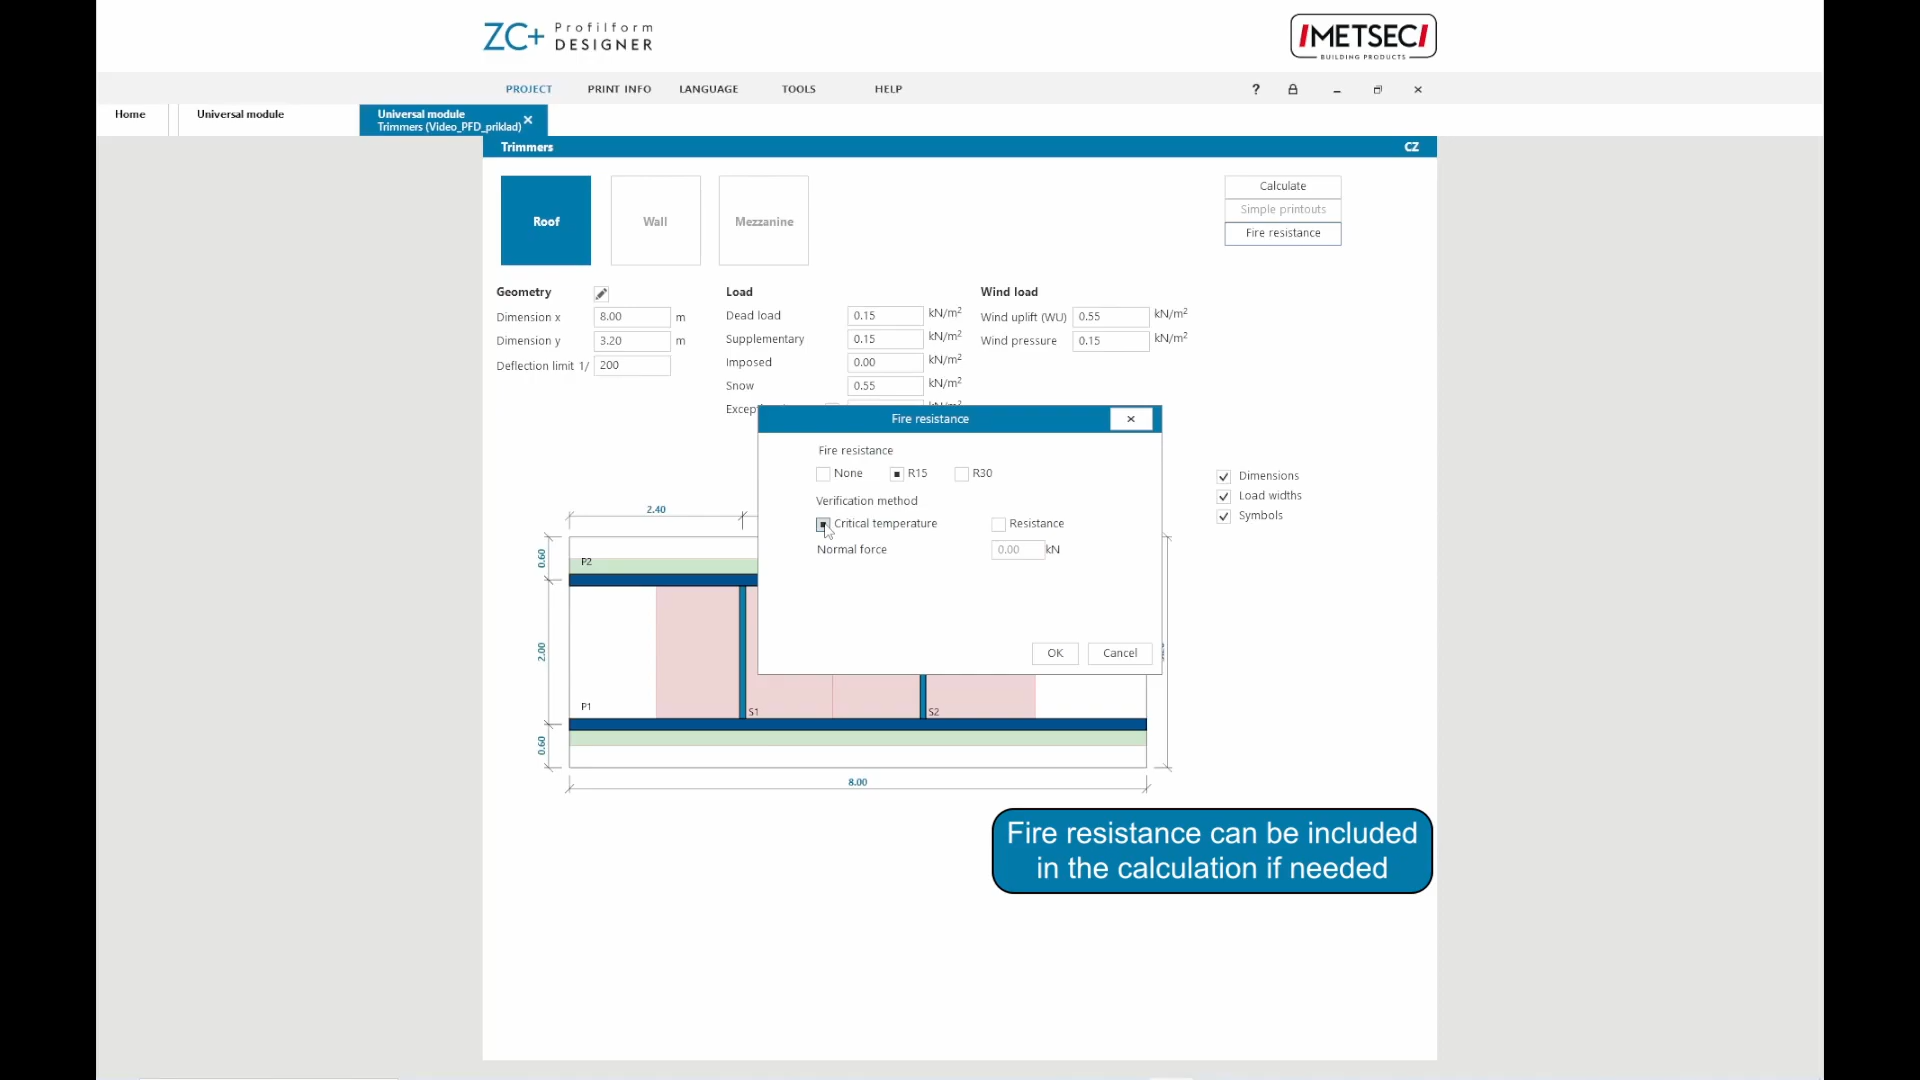 ZC+ Profilform
DESIGNER
METSEC
BUILDING PRODUCTS
PROJECT PRINT INFO LANGUAGE TOOLS HELP ?
Home
Universal module
Universal module
Trimmers (Video_PFD_priklad)
Trimmers CZ
Roof
Wall
Mezzanine
Calculate
Simple printouts
Fire resistance
Geometry
Dimension x 8.00 m
Dimension y 3.20 m
Deflection limit 1/ 200
Load
Dead load 0.15 kN/m²
Supplementary 0.15 kN/m²
Imposed 0.00 kN/m²
Snow 0.55 kN/m²
Wind load
Wind uplift (WU) 0.55 kN/m²
Wind pressure 0.15 kN/m²
Fire resistance
Fire resistance
None R15 R30
Verification method
Critical temperature Resistance
Normal force 0.00 kN
OK Cancel
Dimensions
Load widths
Symbols
2.40
0.60
P2
2.00
P1
S1
S2
0.60
8.00
Fire resistance can be included
in the calculation if needed